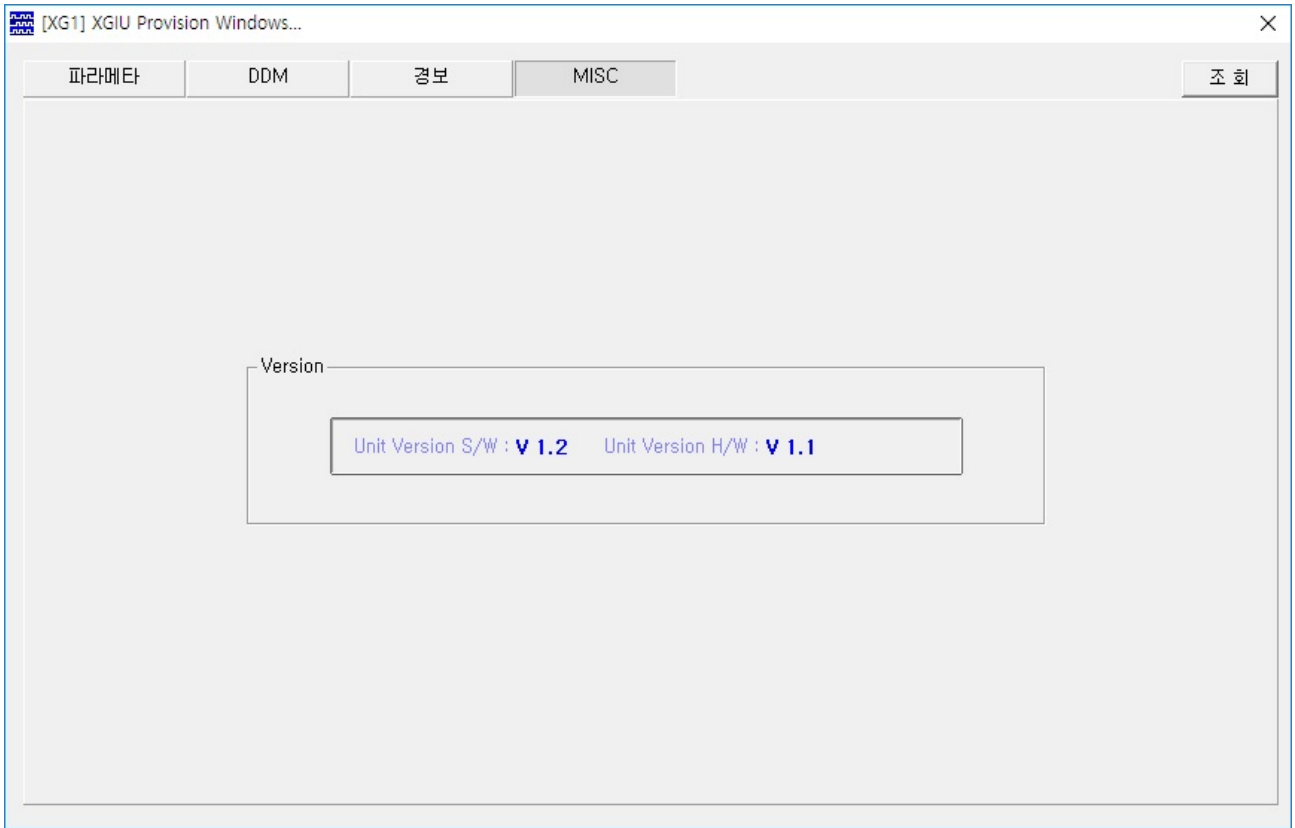 [XG1] XGIU Provision Windows...
파라메타 DDM 경보 MISC 조 회
Version
Unit Version S/W : V 1.2 Unit Version H/W : V 1.1